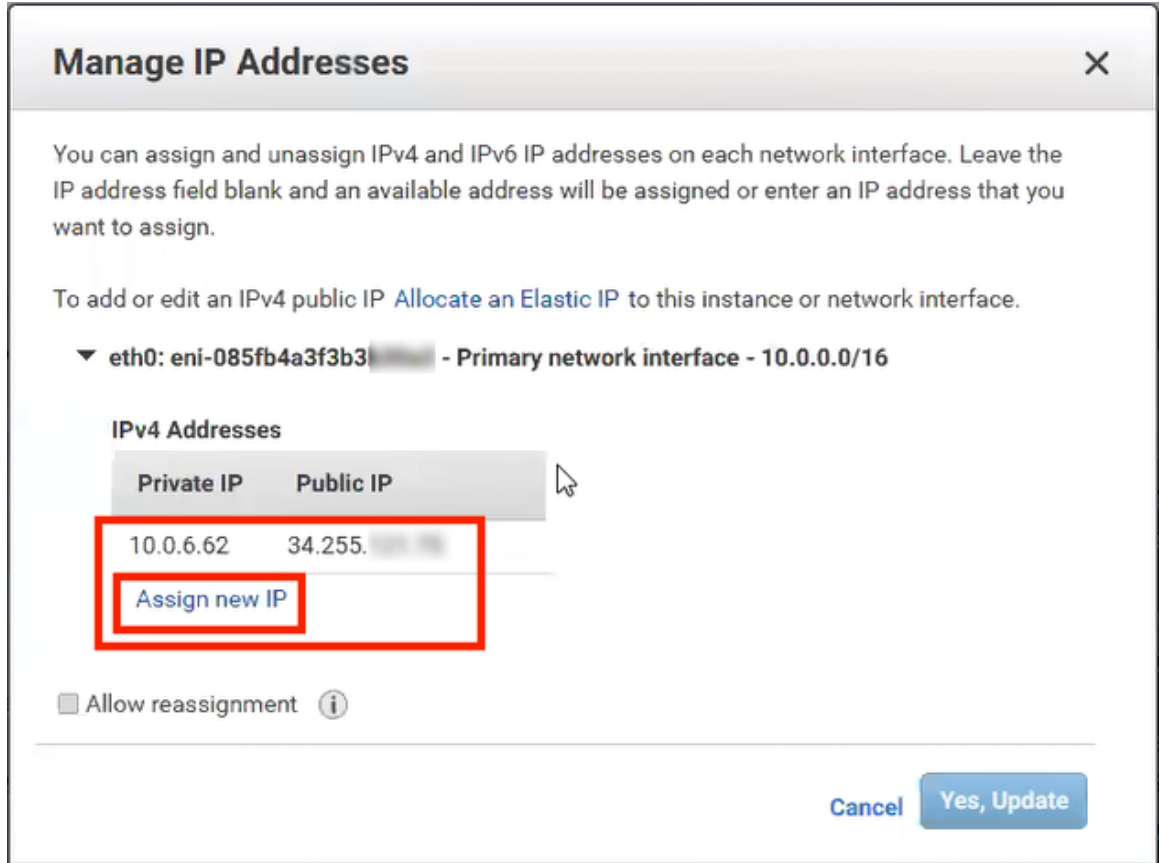 Manage IP Addresses
You can assign and unassign IPv4 and IPv6 IP addresses on each network interface. Leave the
IP address field blank and an available address will be assigned or enter an IP address that you
want to assign.
To add or edit an IPv4 public IP Allocate an Elastic IP to this instance or network interface.
eth0: eni-085fb4a3f3b3 - Primary network interface - 10.0.0.0/16
IPv4 Addresses
Private IP Public IP
10.0.6.62 34.255.
Assign new IP
Allow reassignment
Cancel Yes, Update